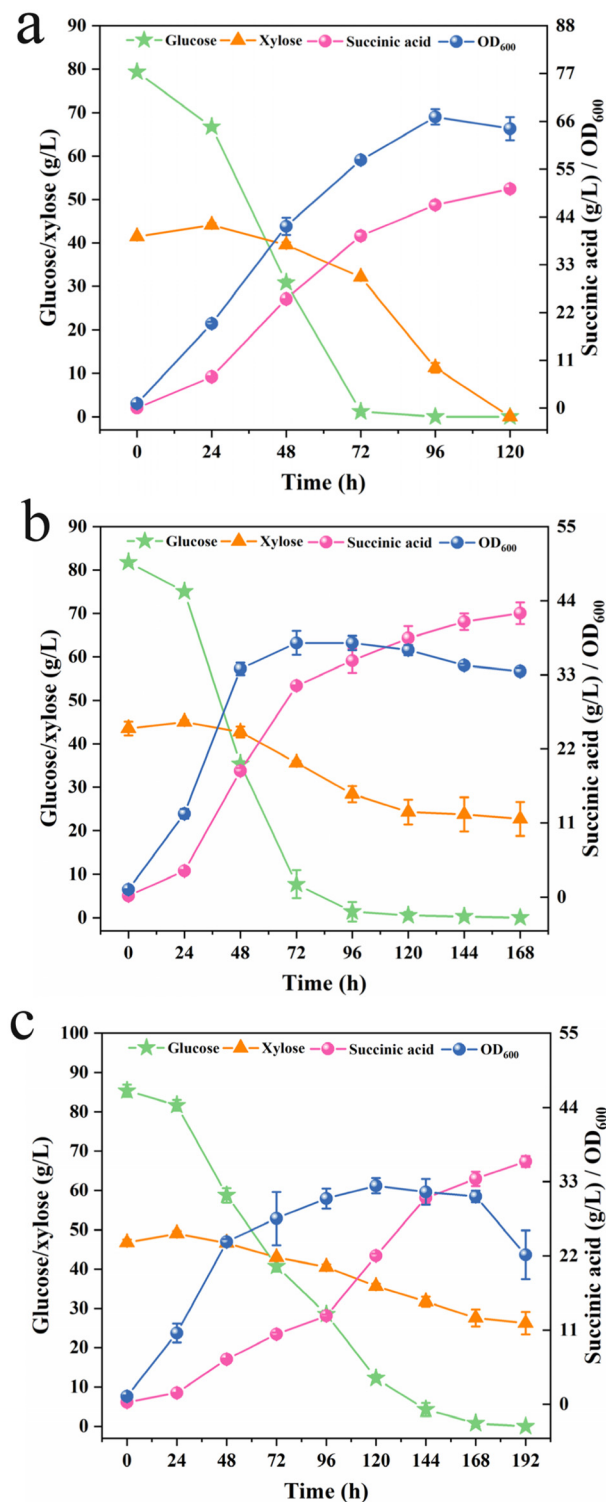 a
Glucose Xylose Succinic acid OD600
90
80
70
60
50
40
30
20
10
0
Glucose/xylose (g/L)
88
77
66
55
44
33
22
11
0
Succinic acid (g/L) / OD600
0 24 48 72 96 120
Time (h)
b
Glucose Xylose Succinic acid OD600
90
80
70
60
50
40
30
20
10
0
Glucose/xylose (g/L)
55
44
33
22
11
0
Succinic acid (g/L) / OD600
0 24 48 72 96 120 144 168
Time (h)
c
Glucose Xylose Succinic acid OD600
100
90
80
70
60
50
40
30
20
10
0
Glucose/xylose (g/L)
55
44
33
22
11
0
Succinic acid (g/L) / OD600
0 24 48 72 96 120 144 168 192
Time (h)